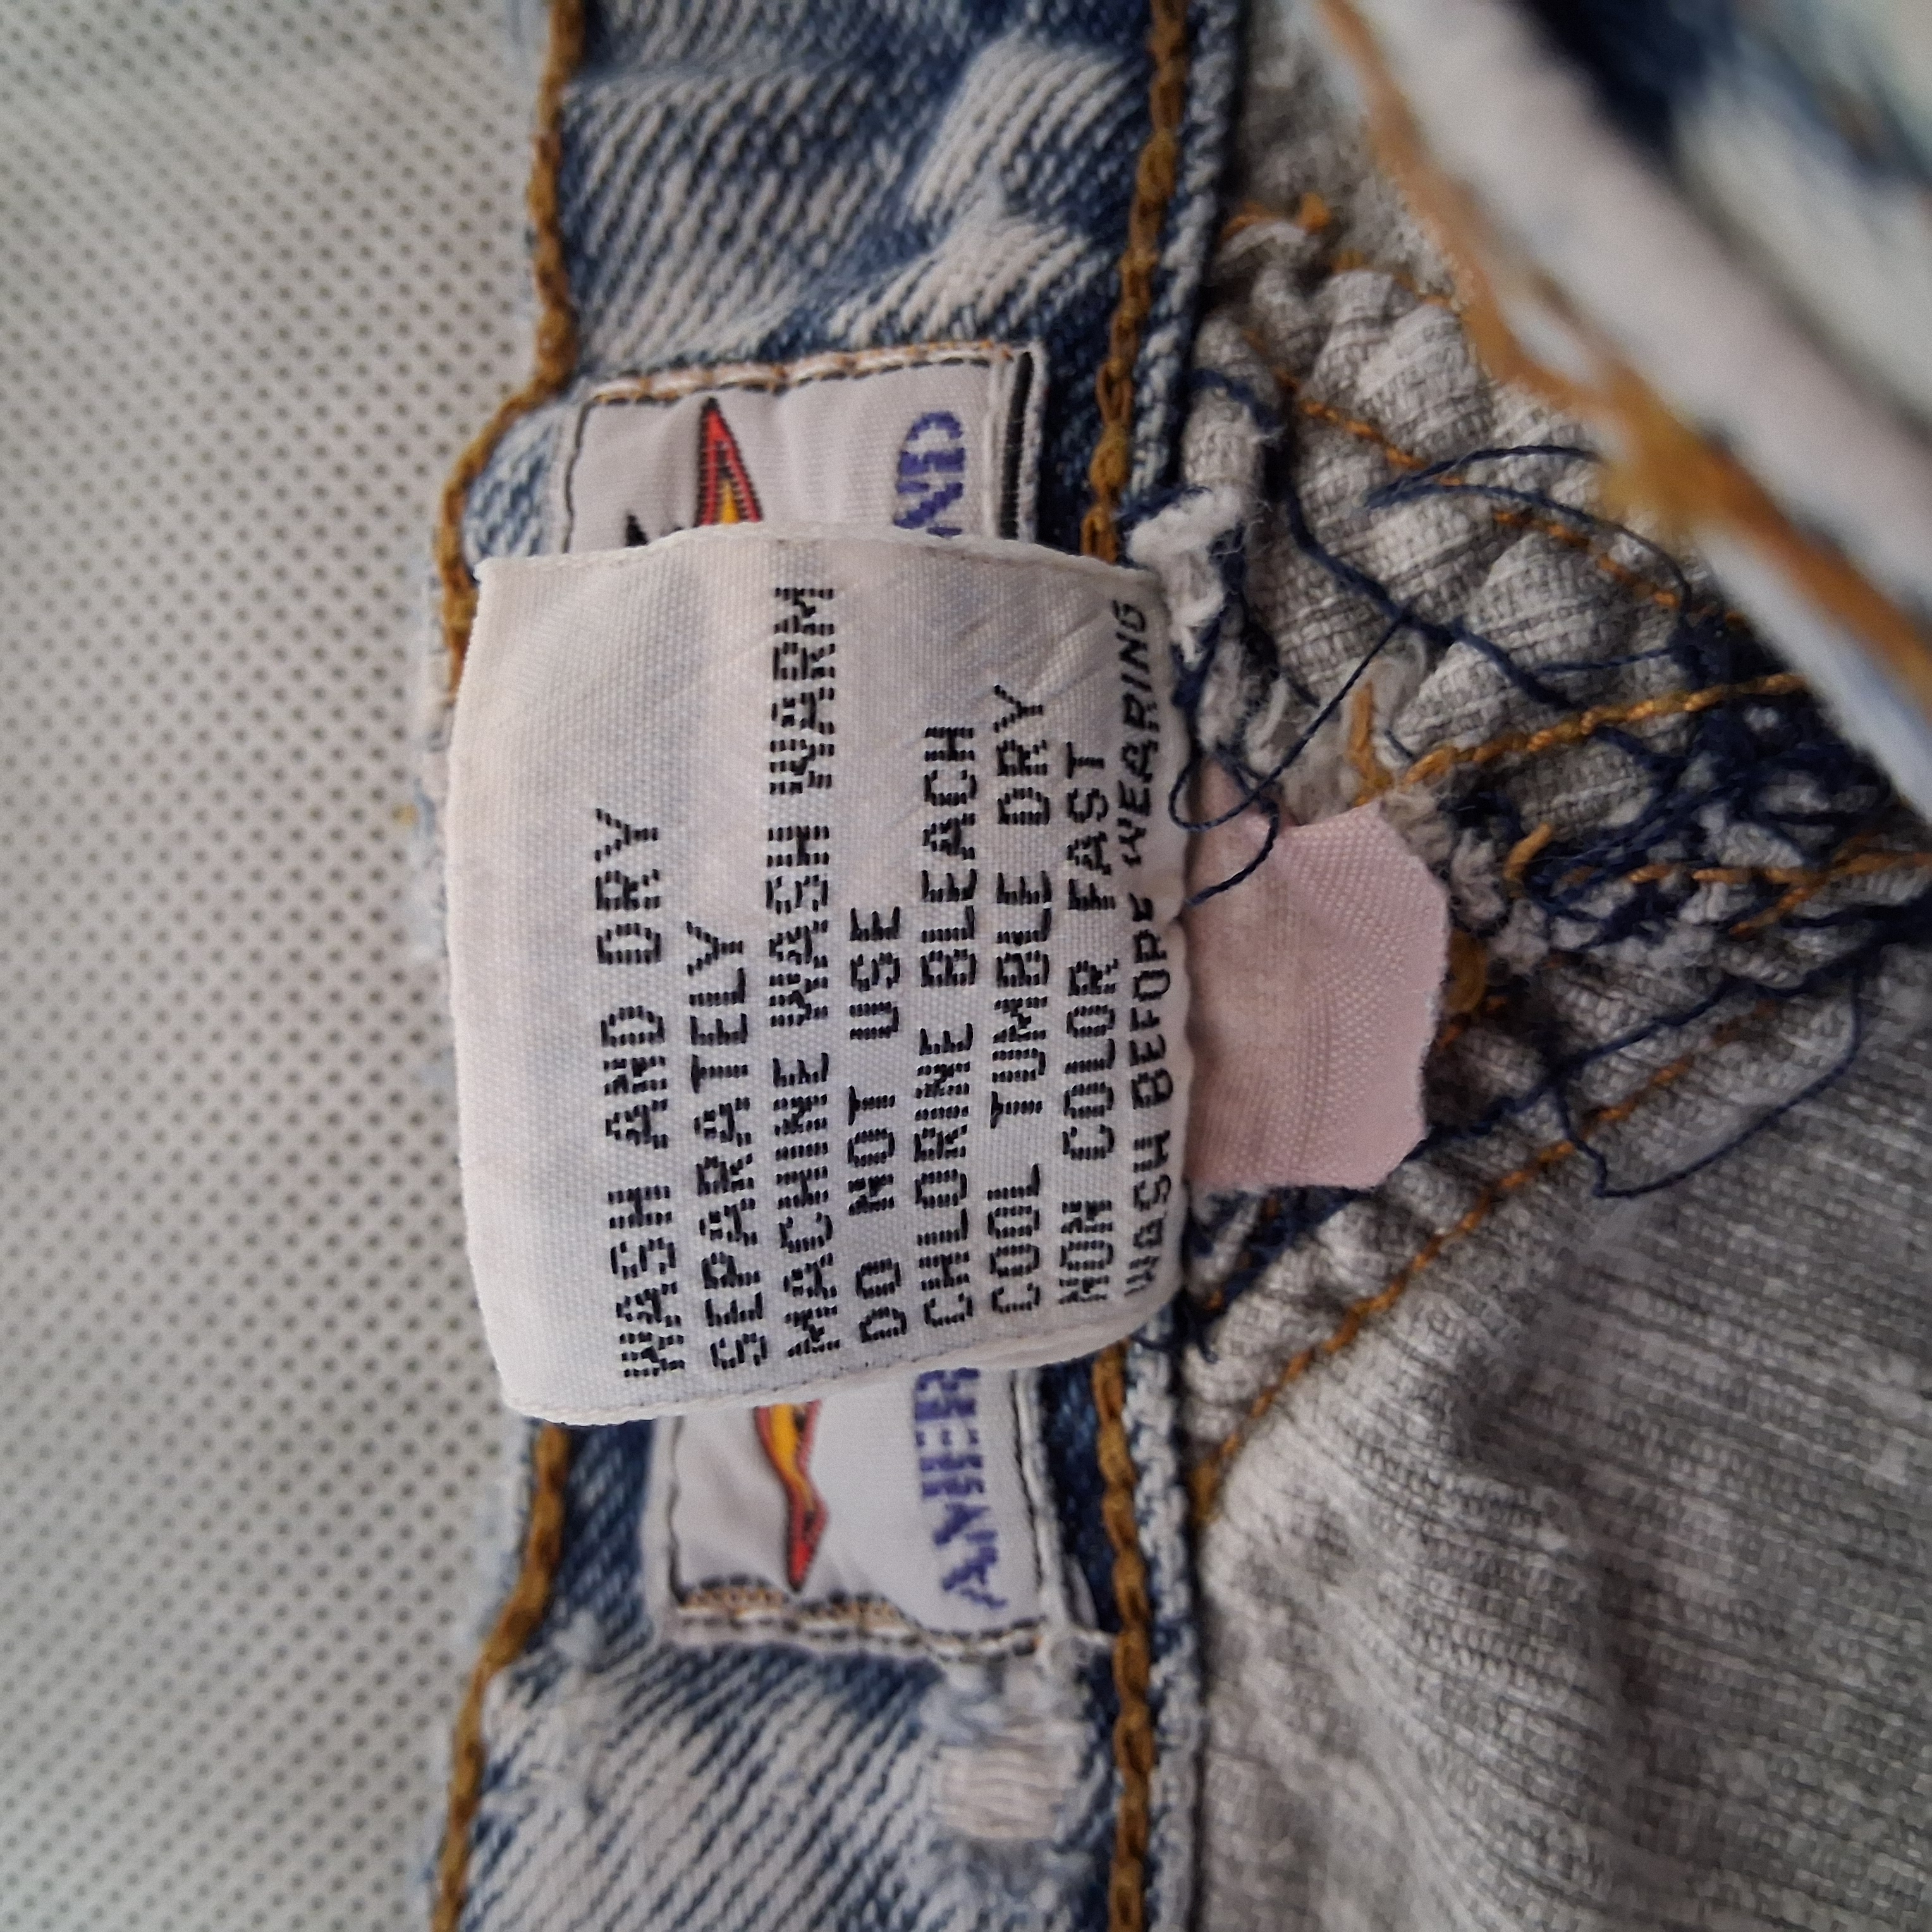 WASH AND DRY
SEPARATELY
MACHINE WASH WARM
DO NOT USE
CHLORINE BLEACH
COOL TUMBLE DRY
NON COLOR FAST
WASH BEFORE WEARING